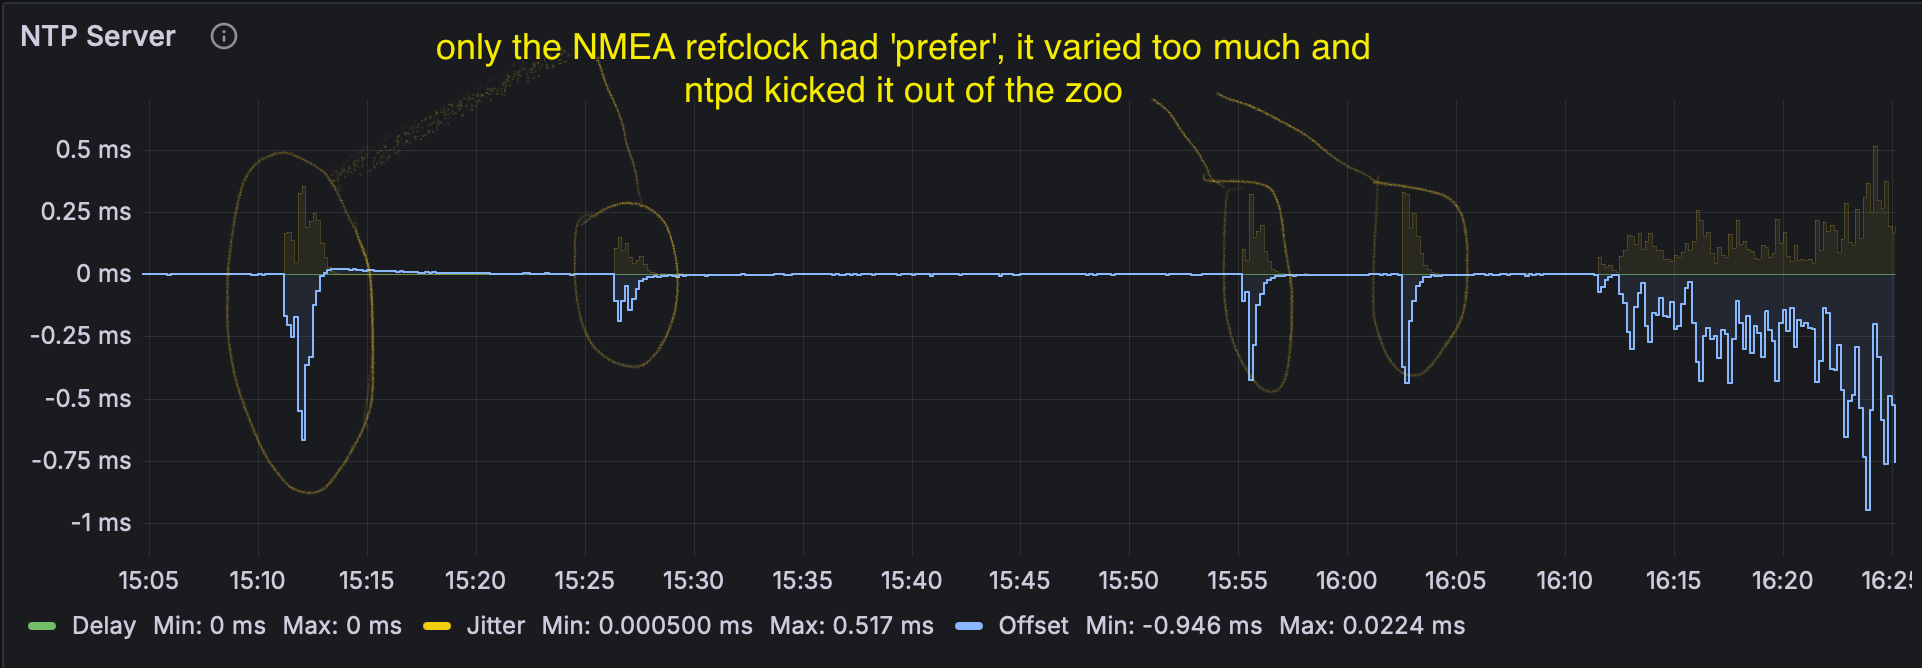 NTP Server
only the NMEA refclock had 'prefer', it varied too much and
ntpd kicked it out of the zoo
0.5 ms
0.25 ms
0 ms
-0.25 ms
-0.5 ms
-0.75 ms
-1 ms
15:05 15:10 15:15 15:20 15:25 15:30 15:35 15:40 15:45 15:50 15:55 16:00 16:05 16:10 16:15 16:20 16:25
Delay Min: 0 ms Max: 0 ms Jitter Min: 0.000500 ms Max: 0.517 ms Offset Min: -0.946 ms Max: 0.0224 ms